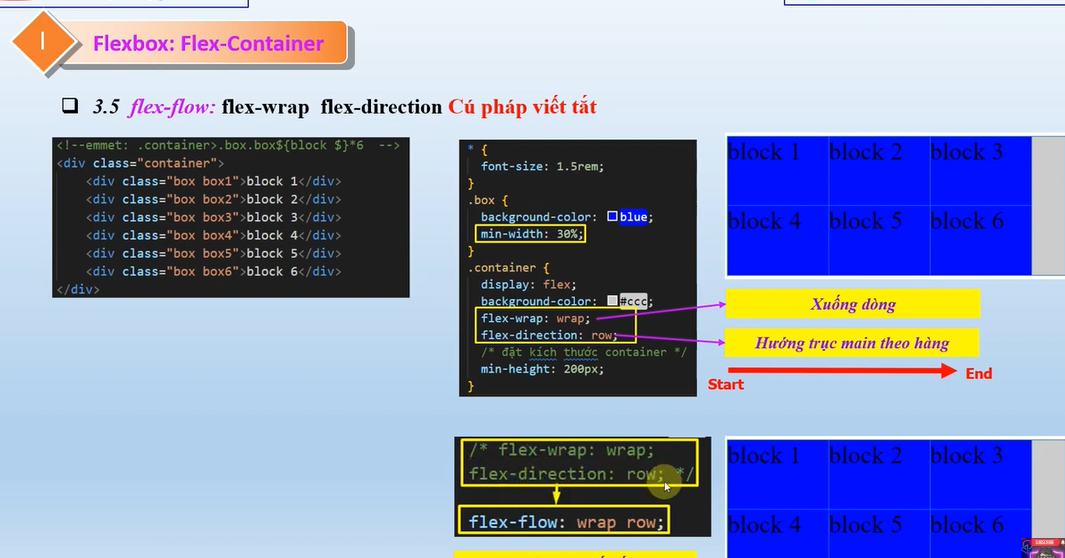 I
Flexbox: Flex-Container
3.5 flex-flow: flex-wrap flex-direction Cú pháp viết tắt
<!--emmet: .container>.box.box${block $}*6 -->
<div class="container">
<div class="box box1">block 1</div>
<div class="box box2">block 2</div>
<div class="box box3">block 3</div>
<div class="box box4">block 4</div>
<div class="box box5">block 5</div>
<div class="box box6">block 6</div>
</div>
* {
font-size: 1.5rem;
}
.box {
background-color: blue;
min-width: 30%;
}
.container {
display: flex;
background-color: #ccc;
flex-wrap: wrap;
flex-direction: row;
/* đặt kích thước container */
min-height: 200px;
}
block 1 block 2 block 3
block 4 block 5 block 6
Xuống dòng
Hướng trục main theo hàng
Start End
/* flex-wrap: wrap;
flex-direction: row; */
flex-flow: wrap row;
block 1 block 2 block 3
block 4 block 5 block 6